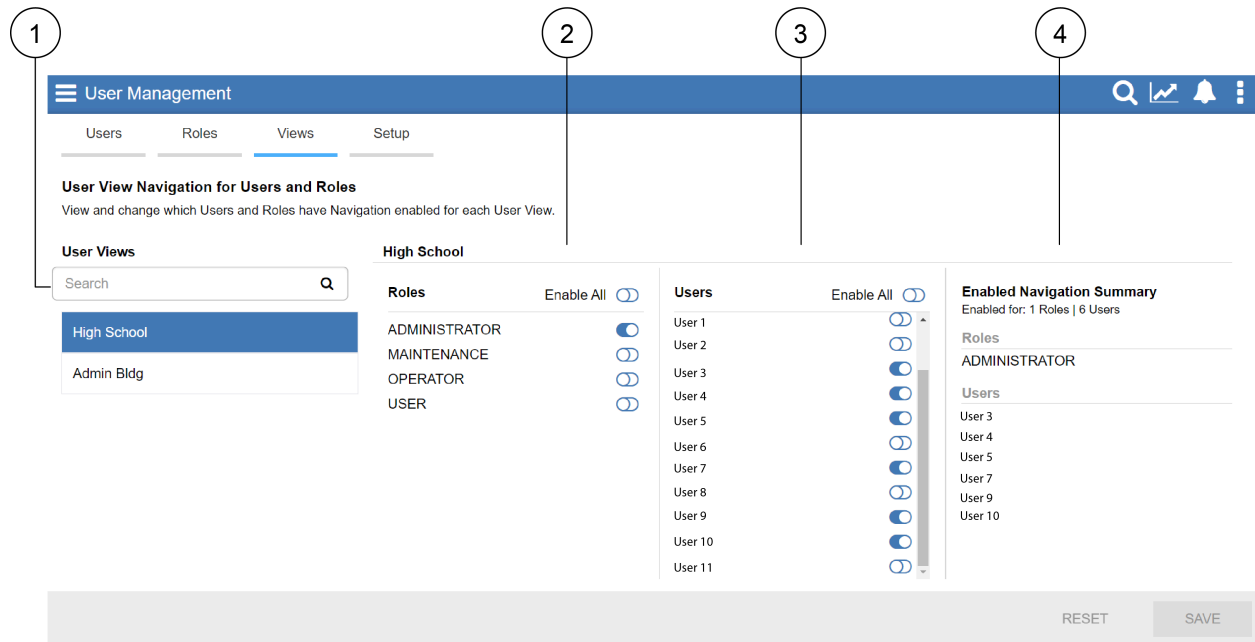 1
2
3
4
User Management
Users
Roles
Views
Setup
User View Navigation for Users and Roles
View and change which Users and Roles have Navigation enabled for each User View.
User Views
Search
High School
Admin Bldg
High School
Roles
Enable All
ADMINISTRATOR
MAINTENANCE
OPERATOR
USER
Users
Enable All
User 1
User 2
User 3
User 4
User 5
User 6
User 7
User 8
User 9
User 10
User 11
Enabled Navigation Summary
Enabled for: 1 Roles | 6 Users
Roles
ADMINISTRATOR
Users
User 3
User 4
User 5
User 7
User 9
User 10
RESET
SAVE